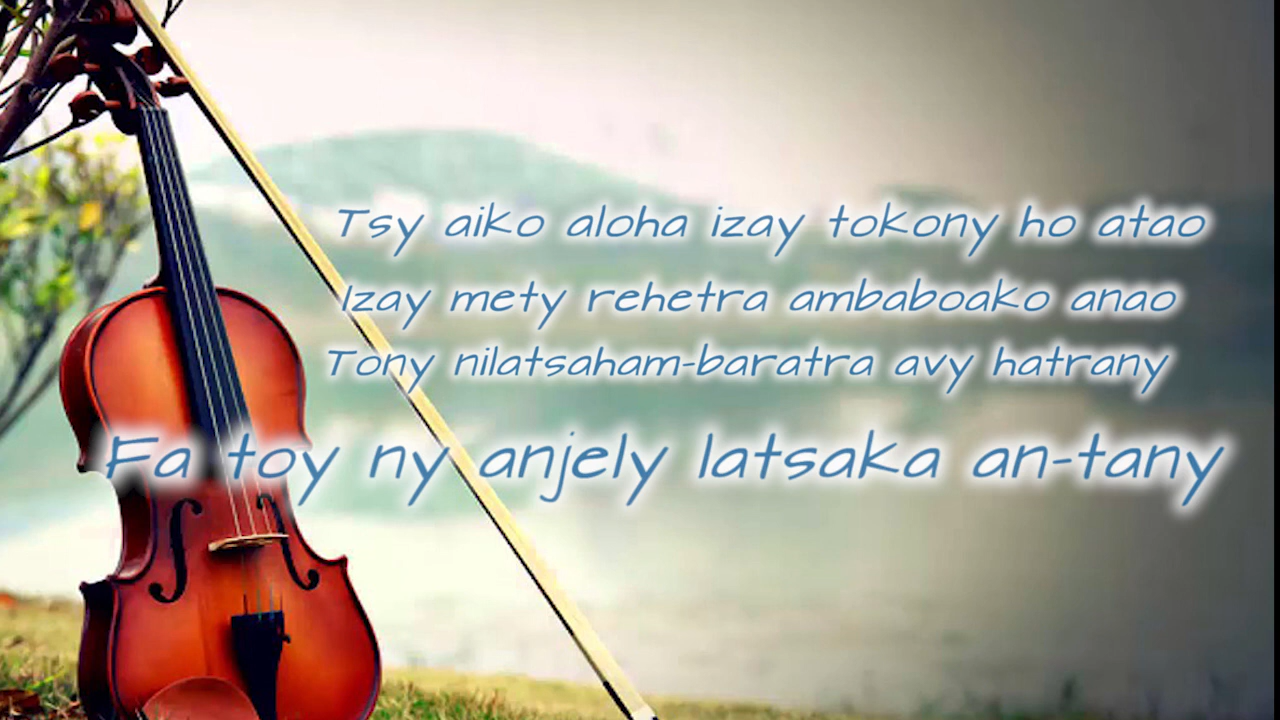 Tsy aiko aloha izay tokony ho atao
Izay mety rehetra ambaboako anao
Tony nilatsaham-baratra avy hatrany
Fa toy ny anjely latsaka an-tany